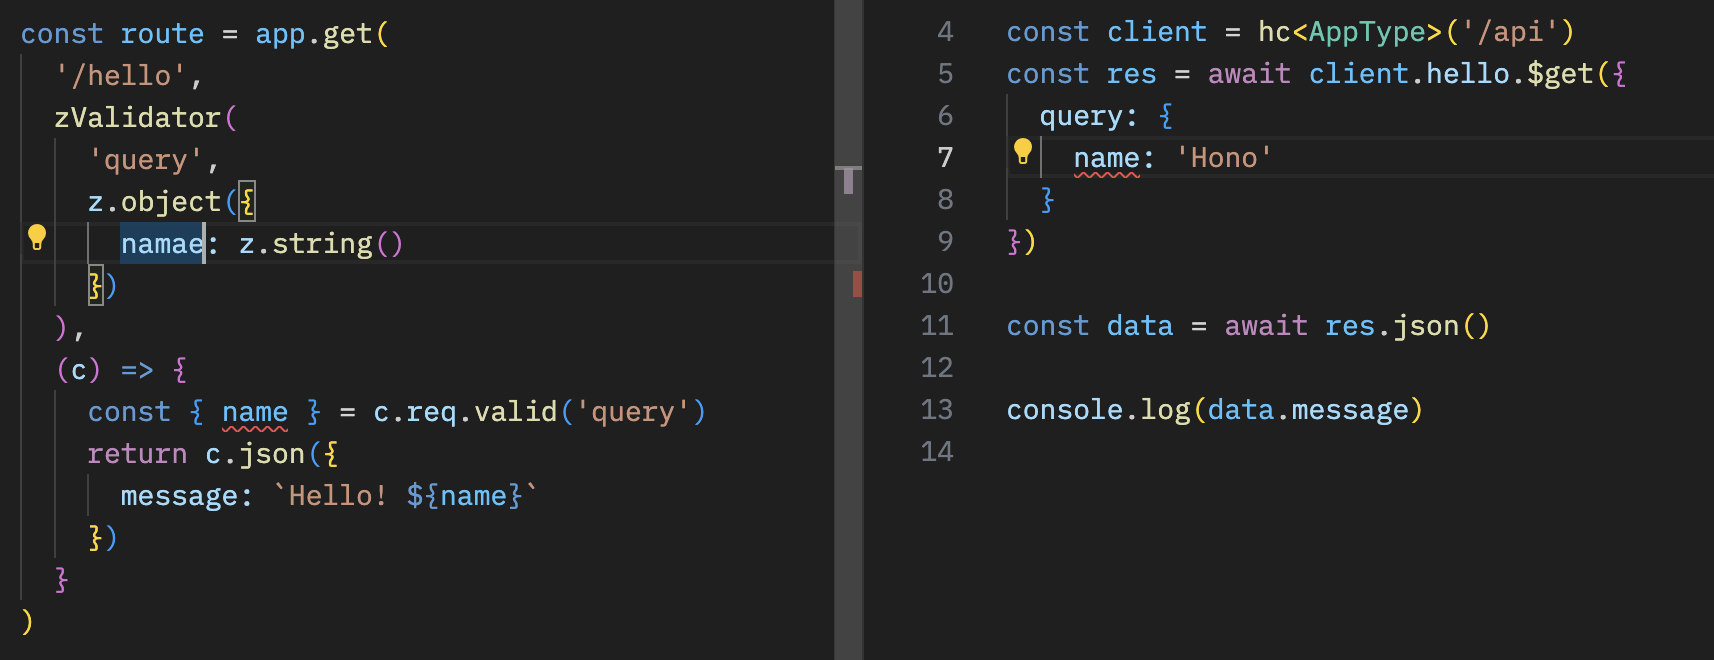 const route = app.get(
'/hello',
zValidator(
'query',
z.object({
namae: z.string()
})
),
(c) => {
const { name } = c.req.valid('query')
return c.json({
message: `Hello! ${name}`
})
}
)
4 const client = hc<AppType>('/api')
5 const res = await client.hello.$get({
6 query: {
7 name: 'Hono'
8 }
9 })
10
11 const data = await res.json()
12
13 console.log(data.message)
14